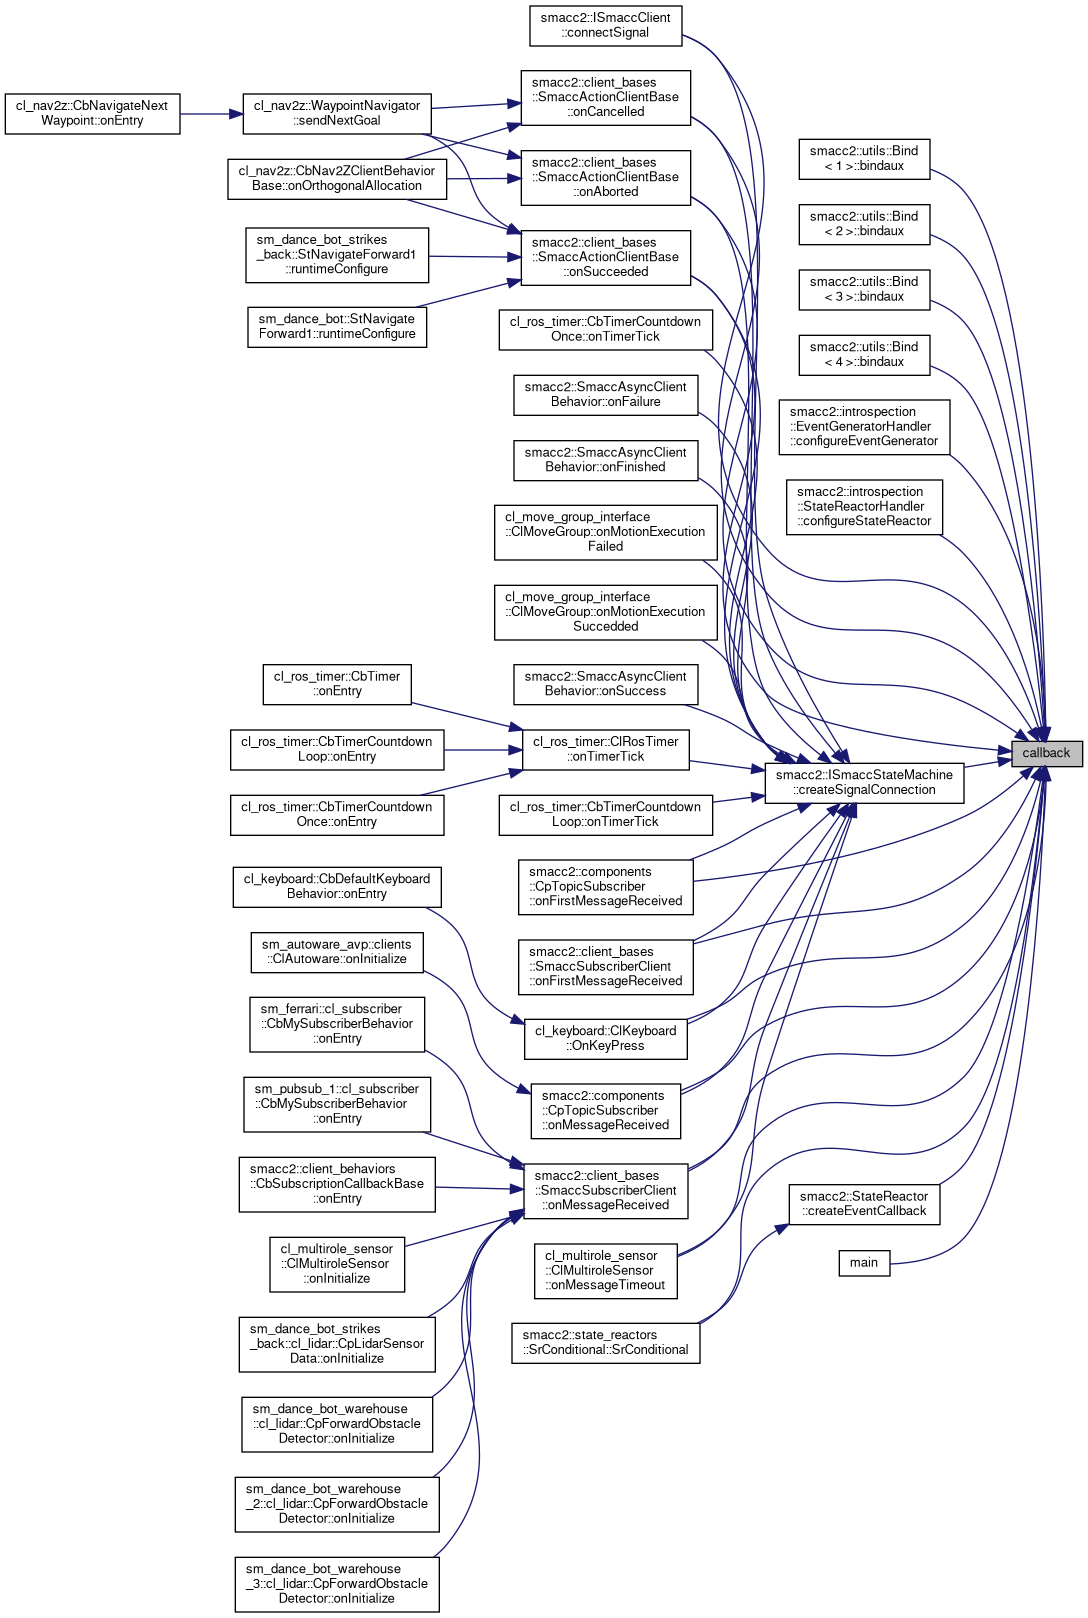 smacc2::ISmaccClient
::connectSignal
cl_nav2z::CbNavigateNext
Waypoint::onEntry
cl_nav2z::WaypointNavigator
::sendNextGoal
smacc2::client_bases
::SmaccActionClientBase
::onCancelled
cl_nav2z::CbNav2ZClientBehavior
Base::onOrthogonalAllocation
smacc2::client_bases
::SmaccActionClientBase
::onAborted
sm_dance_bot_strikes
_back::StNavigateForward1
::runtimeConfigure
smacc2::client_bases
::SmaccActionClientBase
::onSucceeded
sm_dance_bot::StNavigate
Forward1::runtimeConfigure
cl_ros_timer::CbTimerCountdown
Once::onTimerTick
smacc2::SmaccAsyncClient
Behavior::onFailure
smacc2::SmaccAsyncClient
Behavior::onFinished
cl_move_group_interface
::ClMoveGroup::onMotionExecution
Failed
cl_move_group_interface
::ClMoveGroup::onMotionExecution
Succedded
smacc2::SmaccAsyncClient
Behavior::onSuccess
cl_ros_timer::CbTimer
::onEntry
cl_ros_timer::CbTimerCountdown
Loop::onEntry
cl_ros_timer::CbTimerCountdown
Once::onEntry
cl_ros_timer::ClRosTimer
::onTimerTick
cl_ros_timer::CbTimerCountdown
Loop::onTimerTick
smacc2::components
::CpTopicSubscriber
::onFirstMessageReceived
smacc2::client_bases
::SmaccSubscriberClient
::onFirstMessageReceived
cl_keyboard::CbDefaultKeyboard
Behavior::onEntry
cl_keyboard::ClKeyboard
::OnKeyPress
sm_autoware_avp::clients
::ClAutoware::onInitialize
smacc2::components
::CpTopicSubscriber
::onMessageReceived
sm_ferrari::cl_subscriber
::CbMySubscriberBehavior
::onEntry
sm_pubsub_1::cl_subscriber
::CbMySubscriberBehavior
::onEntry
smacc2::client_behaviors
::CbSubscriptionCallbackBase
::onEntry
smacc2::client_bases
::SmaccSubscriberClient
::onMessageReceived
cl_multirole_sensor
::ClMultiroleSensor
::onInitialize
cl_multirole_sensor
::ClMultiroleSensor
::onMessageTimeout
sm_dance_bot_strikes
_back::cl_lidar::CpLidarSensor
Data::onInitialize
smacc2::state_reactors
::SrConditional::SrConditional
sm_dance_bot_warehouse
::cl_lidar::CpForwardObstacle
Detector::onInitialize
sm_dance_bot_warehouse
_2::cl_lidar::CpForwardObstacle
Detector::onInitialize
sm_dance_bot_warehouse
_3::cl_lidar::CpForwardObstacle
Detector::onInitialize
smacc2::utils::Bind
< 1 >::bindaux
smacc2::utils::Bind
< 2 >::bindaux
smacc2::utils::Bind
< 3 >::bindaux
smacc2::utils::Bind
< 4 >::bindaux
smacc2::introspection
::EventGeneratorHandler
::configureEventGenerator
smacc2::introspection
::StateReactorHandler
::configureStateReactor
smacc2::ISmaccStateMachine
::createSignalConnection
smacc2::StateReactor
::createEventCallback
main
callback